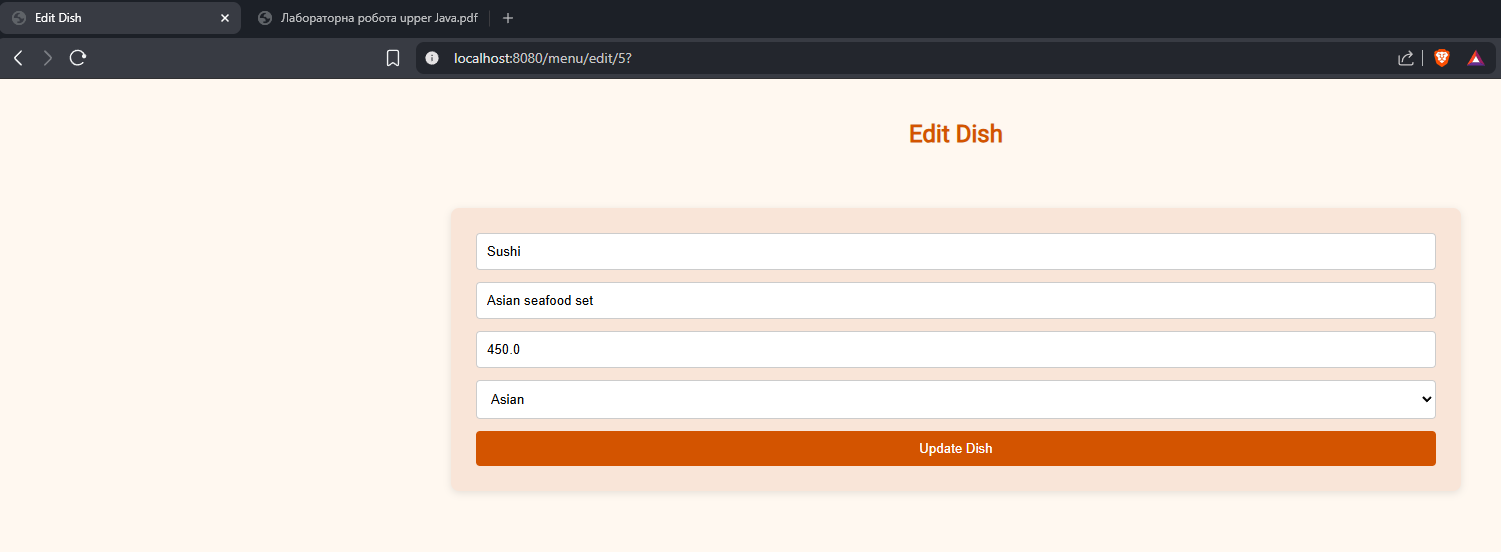 Edit Dish
Лабораторна робота upper Java.pdf
localhost:8080/menu/edit/5?
Edit Dish
Sushi
Asian seafood set
450.0
Asian
Update Dish